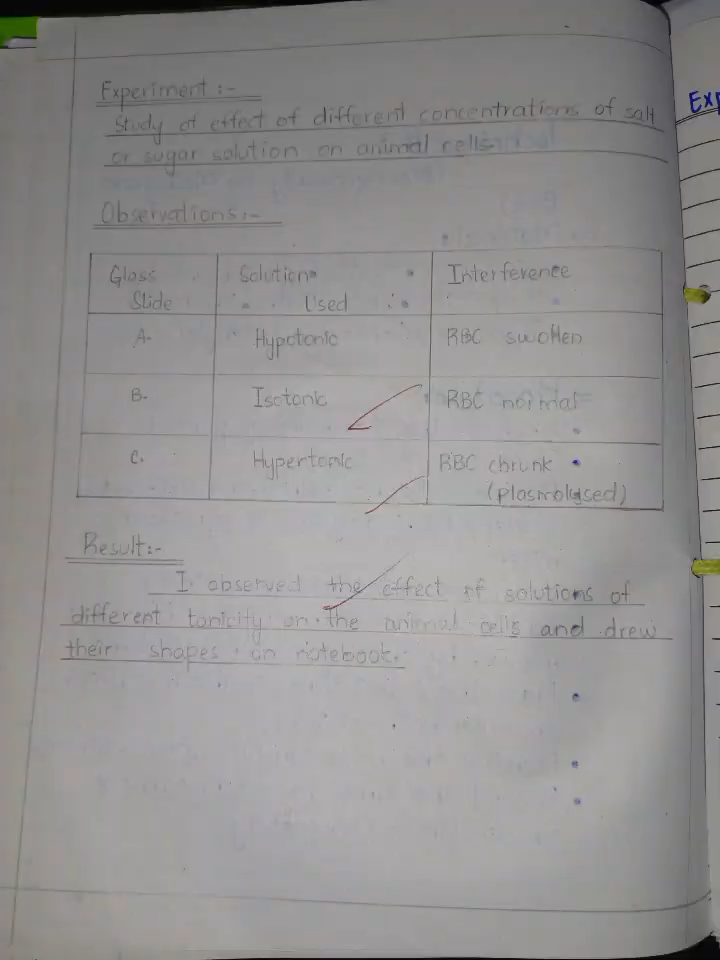 Experiment :-
Study of effect of different concentrations of salt
or sugar solution on animal cells.
Observations:-
Glass Slide
Solution Used
Interference
A.
Hypotonic
RBC swollen
B.
Isotonic
RBC normal
C.
Hypertonic
RBC chrunk
(plasmolysed)
Result:-
I observed the effect of solutions of
different tonicity on the animal cells and drew
their shapes on notebook.
Exp